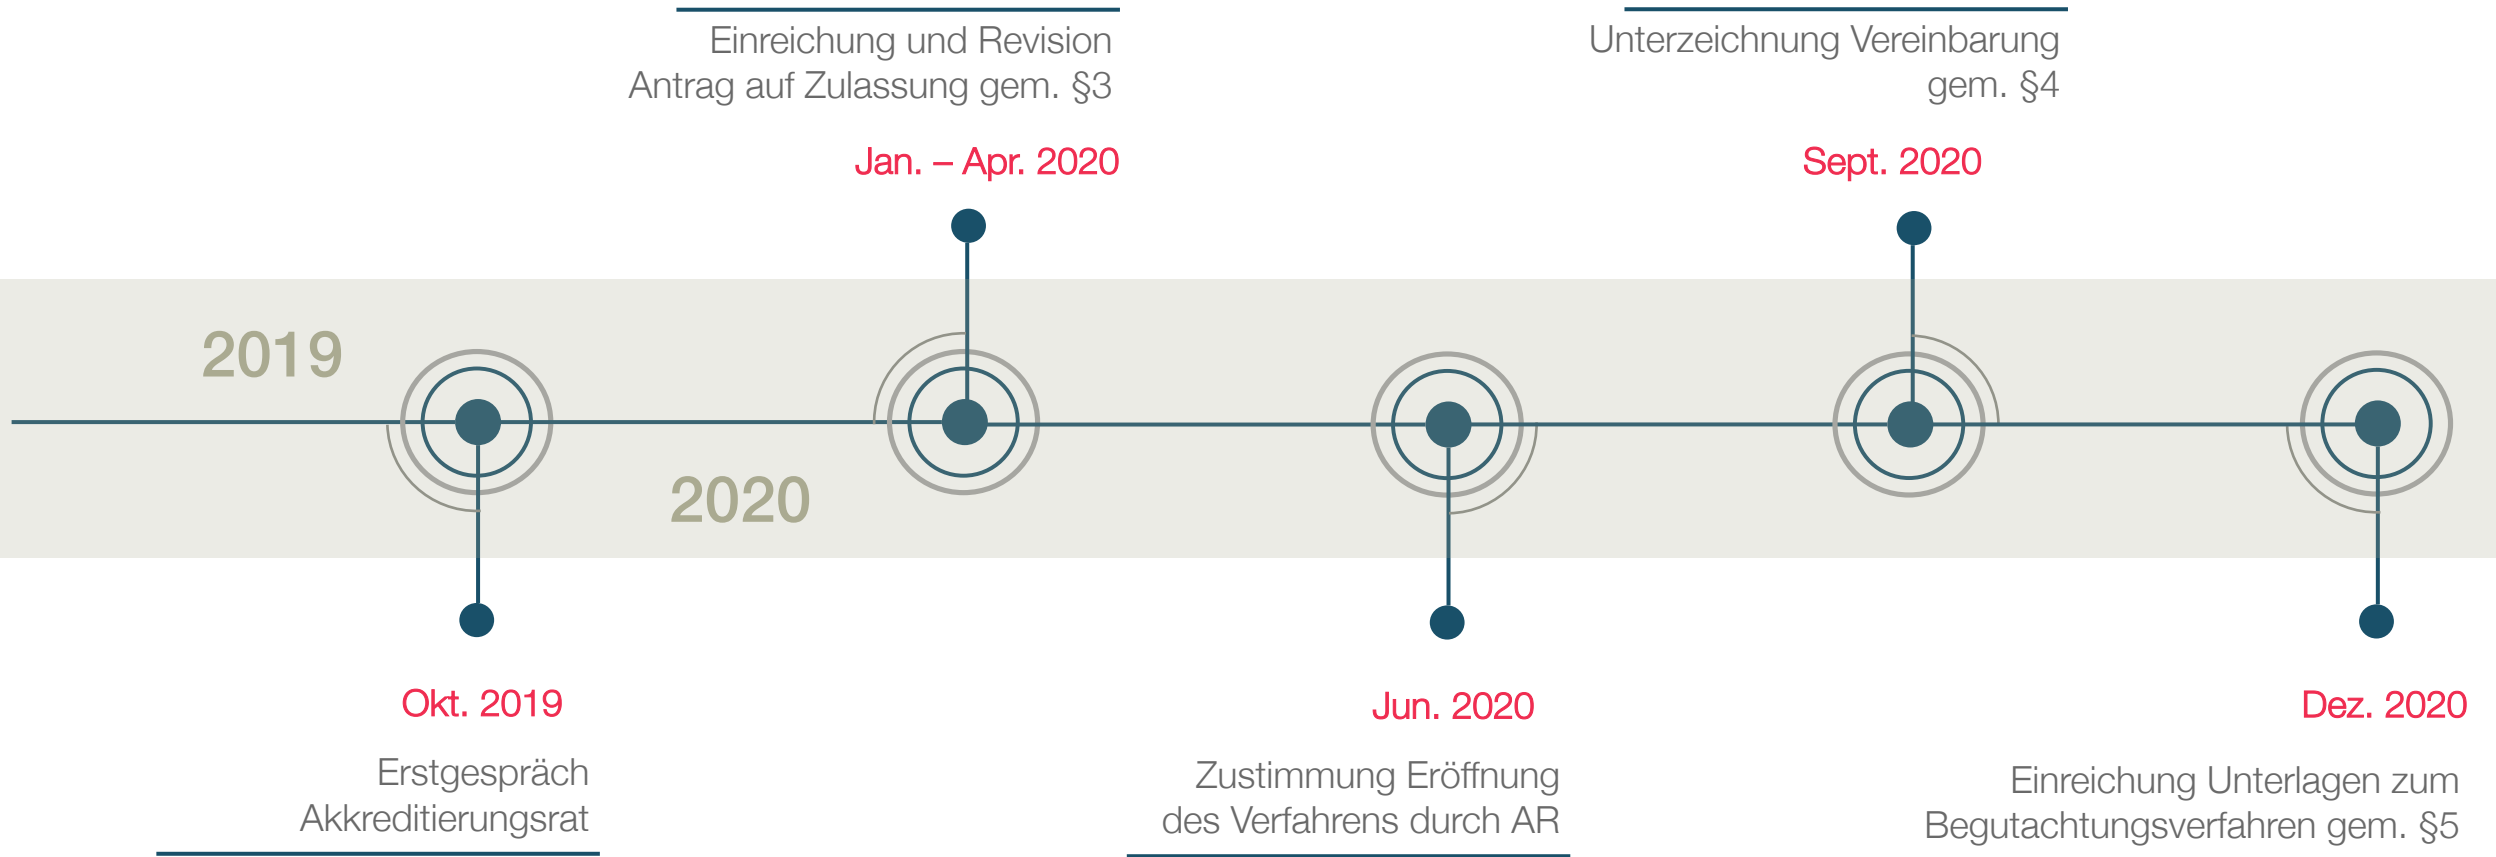 Einreichung und Revision
Antrag auf Zulassung gem. §3
Jan. – Apr. 2020
Unterzeichnung Vereinbarung
gem. §4
Sept. 2020
2019
2020
Okt. 2019
Erstgespräch
Akkreditierungsrat
Jun. 2020
Zustimmung Eröffnung
des Verfahrens durch AR
Dez. 2020
Einreichung Unterlagen zum
Begutachtungsverfahren gem. §5